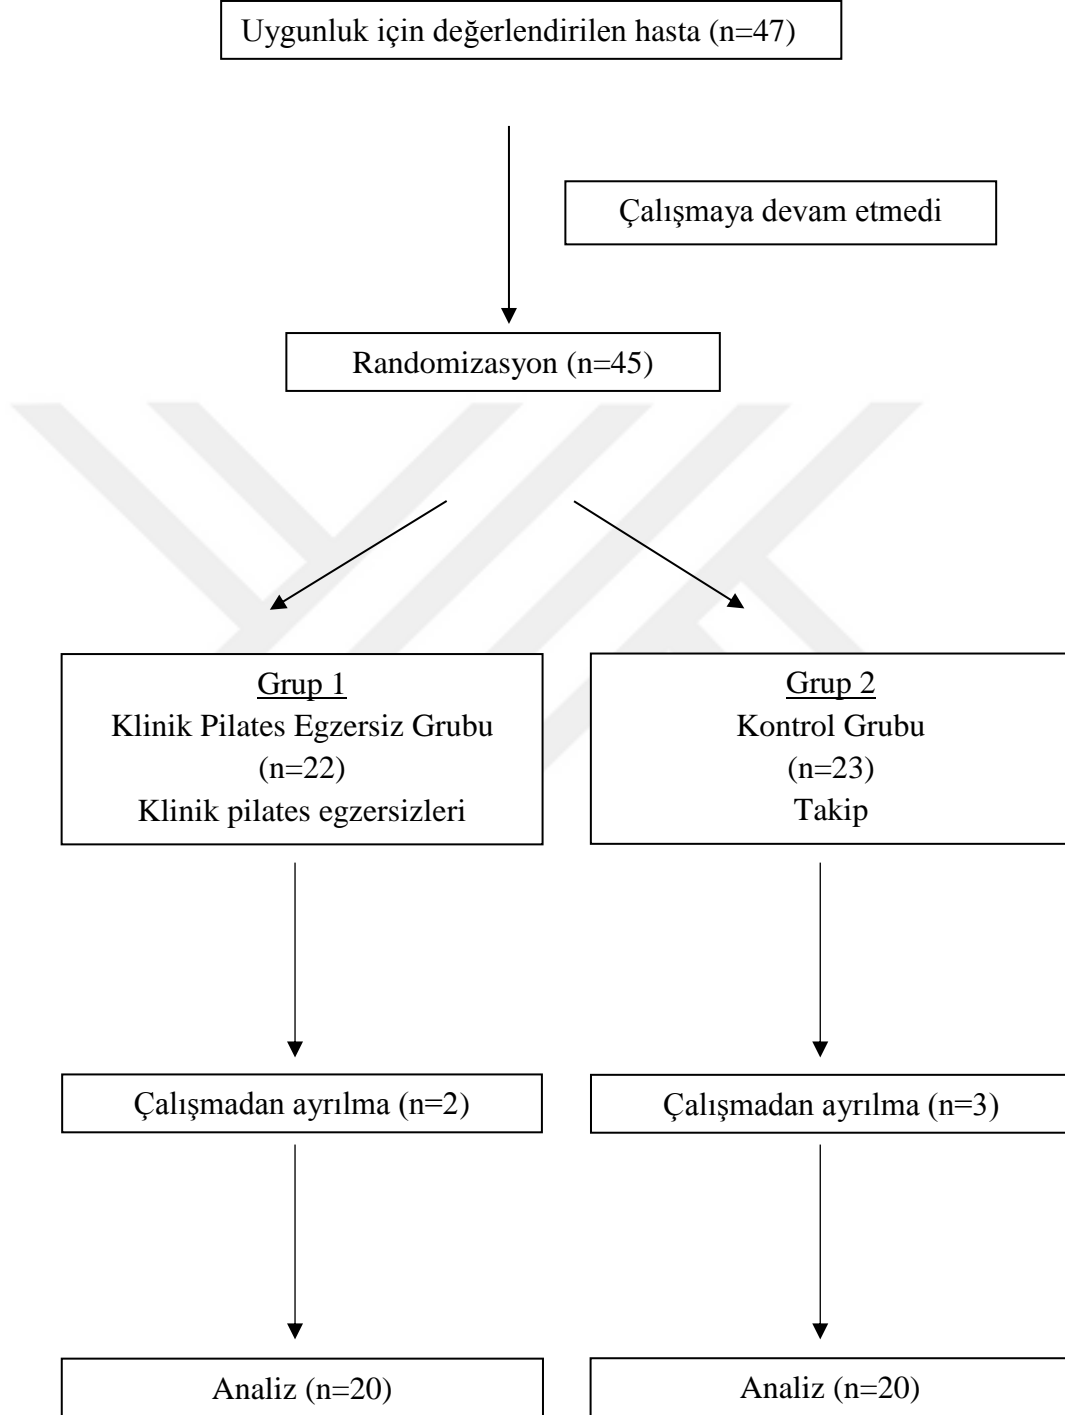 Uygunluk için değerlendirilen hasta (n=47)
Çalışmaya devam etmedi
Randomizasyon (n=45)
Grup 1
Klinik Pilates Egzersiz Grubu
(n=22)
Klinik pilates egzersizleri
Grup 2
Kontrol Grubu
(n=23)
Takip
Çalışmadan ayrılma (n=2)
Çalışmadan ayrılma (n=3)
Analiz (n=20)
Analiz (n=20)